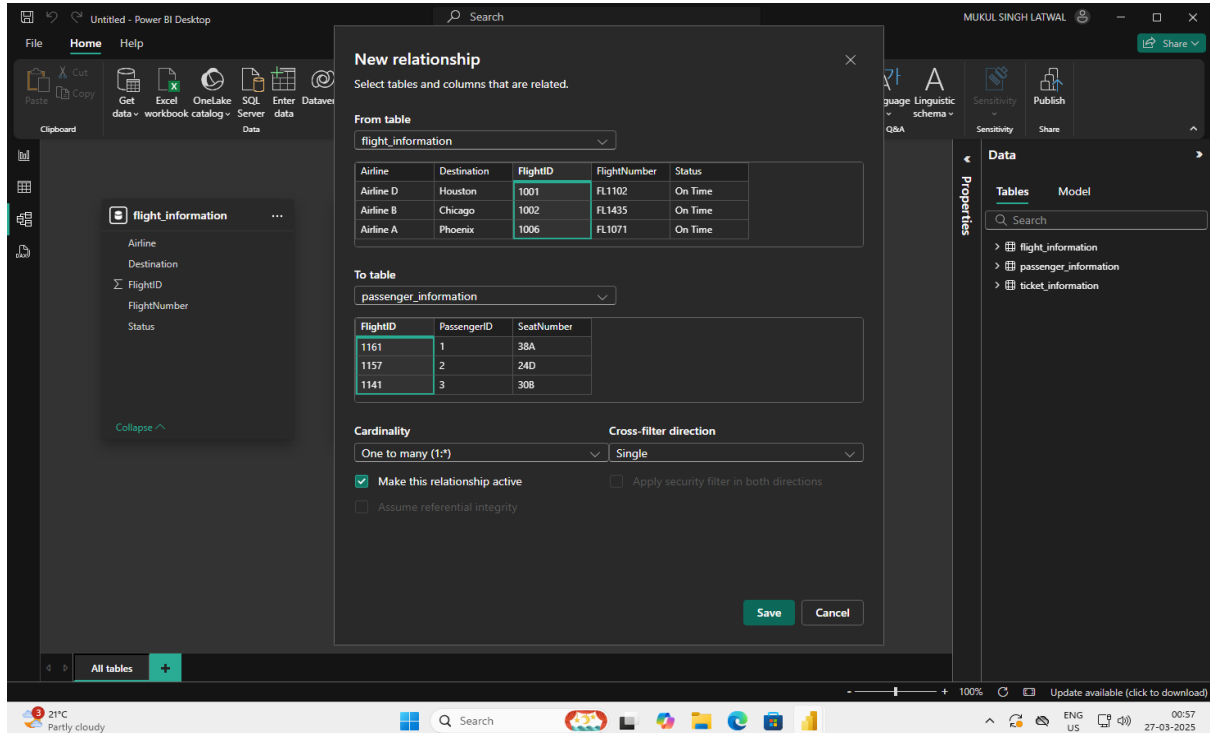 Untitled - Power BI Desktop
Search
MUKUL SINGH LATWAL
File Home Help
Share
Paste
Cut
Copy
Clipboard
Get data
Excel workbook
OneLake catalog
SQL Server
Enter data
Dataver
Data
guage
Linguistic schema
Q&A
Sensitivity
Sensitivity
Publish
Share
New relationship
Select tables and columns that are related.
From table
flight_information
Airline Destination FlightID FlightNumber Status
Airline D Houston 1001 FL1102 On Time
Airline B Chicago 1002 FL1435 On Time
Airline A Phoenix 1006 FL1071 On Time
To table
passenger_information
FlightID PassengerID SeatNumber
1161 1 38A
1157 2 24D
1141 3 30B
Cardinality
One to many (1:*)
Cross-filter direction
Single
Make this relationship active
Apply security filter in both directions
Assume referential integrity
Save Cancel
flight_information
Airline
Destination
FlightID
FlightNumber
Status
Collapse
Properties
Data
Tables Model
Search
flight_information
passenger_information
ticket_information
All tables +
- + 100%
Update available (click to download)
3
21°C
Partly cloudy
Search
ENG
US
00:57
27-03-2025